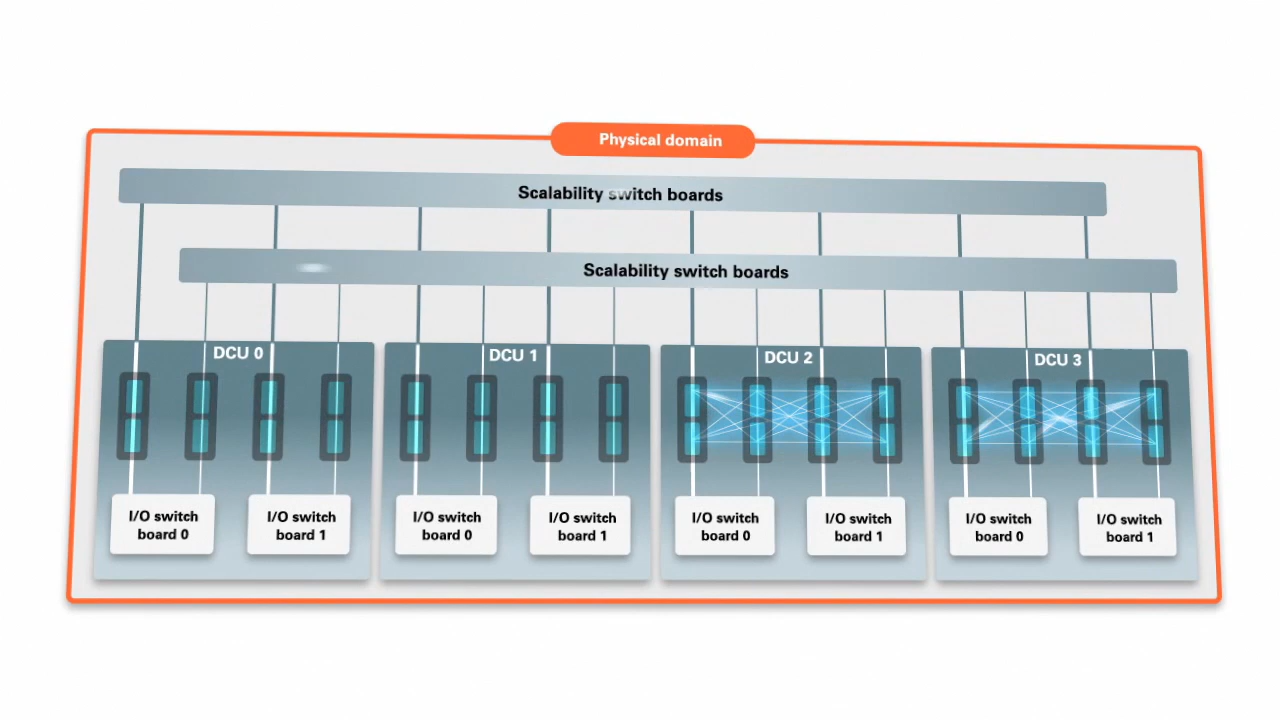 Physical domain
Scalability switch boards
Scalability switch boards
DCU 0
DCU 1
DCU 2
DCU 3
I/O switch
board 0
I/O switch
board 1
I/O switch
board 0
I/O switch
board 1
I/O switch
board 0
I/O switch
board 1
I/O switch
board 0
I/O switch
board 1